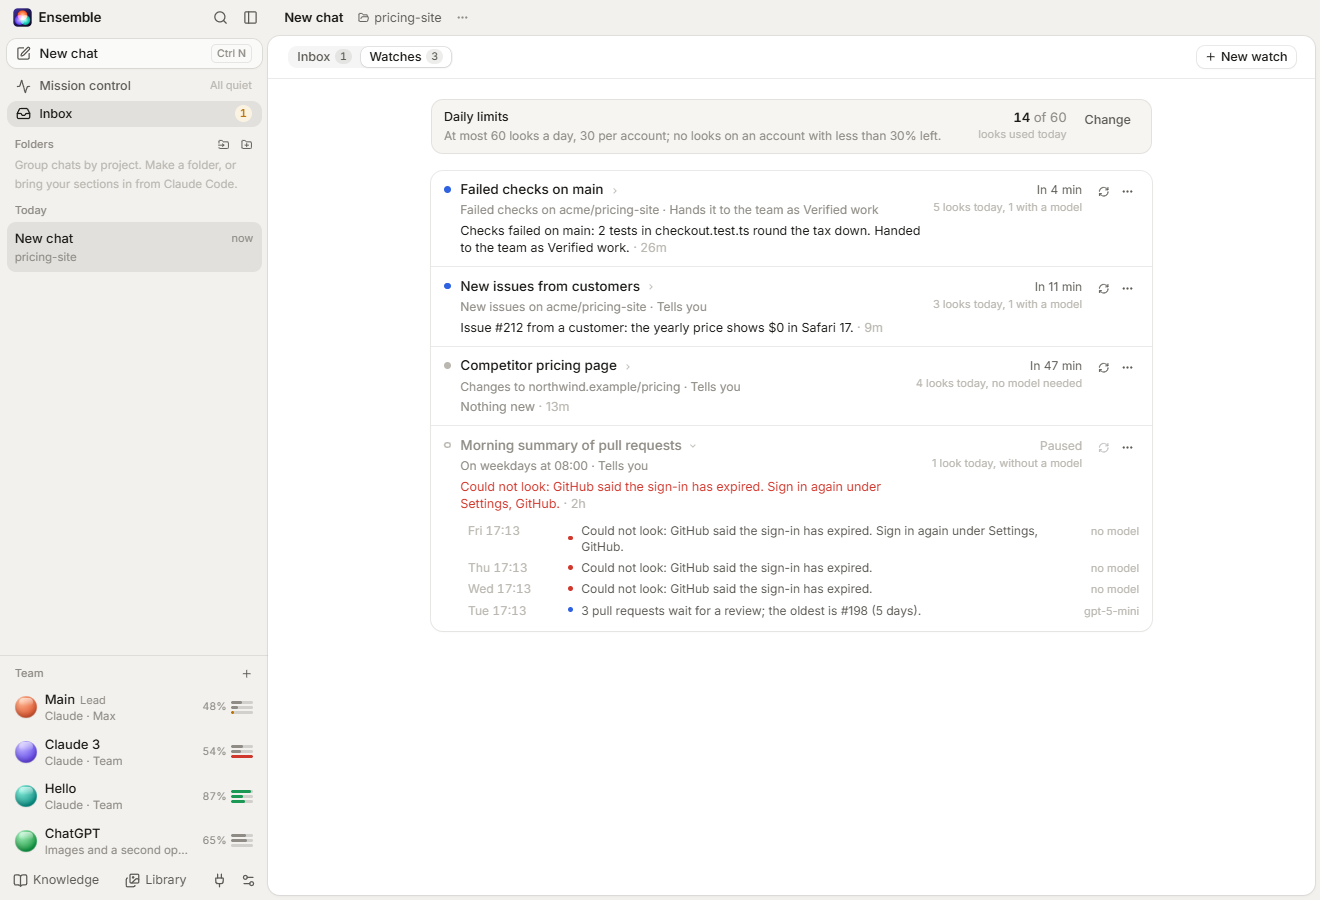 Ensemble
New chat
Ctrl N
Mission control
All quiet
Inbox
1
Folders
Group chats by project. Make a folder, or
bring your sections in from Claude Code.
Today
New chat
now
pricing-site
Team
Main Lead
Claude · Max
48%
Claude 3
Claude · Team
54%
Hello
Claude · Team
87%
ChatGPT
Images and a second op...
65%
Knowledge
Library
New chat
pricing-site
Inbox 1
Watches 3
New watch
Daily limits
At most 60 looks a day, 30 per account; no looks on an account with less than 30% left.
14 of 60
looks used today
Change
Failed checks on main
In 4 min
Failed checks on acme/pricing-site · Hands it to the team as Verified work
5 looks today, 1 with a model
Checks failed on main: 2 tests in checkout.test.ts round the tax down. Handed
to the team as Verified work. · 26m
New issues from customers
In 11 min
New issues on acme/pricing-site · Tells you
3 looks today, 1 with a model
Issue #212 from a customer: the yearly price shows $0 in Safari 17. · 9m
Competitor pricing page
In 47 min
Changes to northwind.example/pricing · Tells you
4 looks today, no model needed
Nothing new · 13m
Morning summary of pull requests
Paused
On weekdays at 08:00 · Tells you
1 look today, without a model
Could not look: GitHub said the sign-in has expired. Sign in again under
Settings, GitHub. · 2h
Fri 17:13
Could not look: GitHub said the sign-in has expired. Sign in again under Settings,
GitHub.
no model
Thu 17:13
Could not look: GitHub said the sign-in has expired.
no model
Wed 17:13
Could not look: GitHub said the sign-in has expired.
no model
Tue 17:13
3 pull requests wait for a review; the oldest is #198 (5 days).
gpt-5-mini